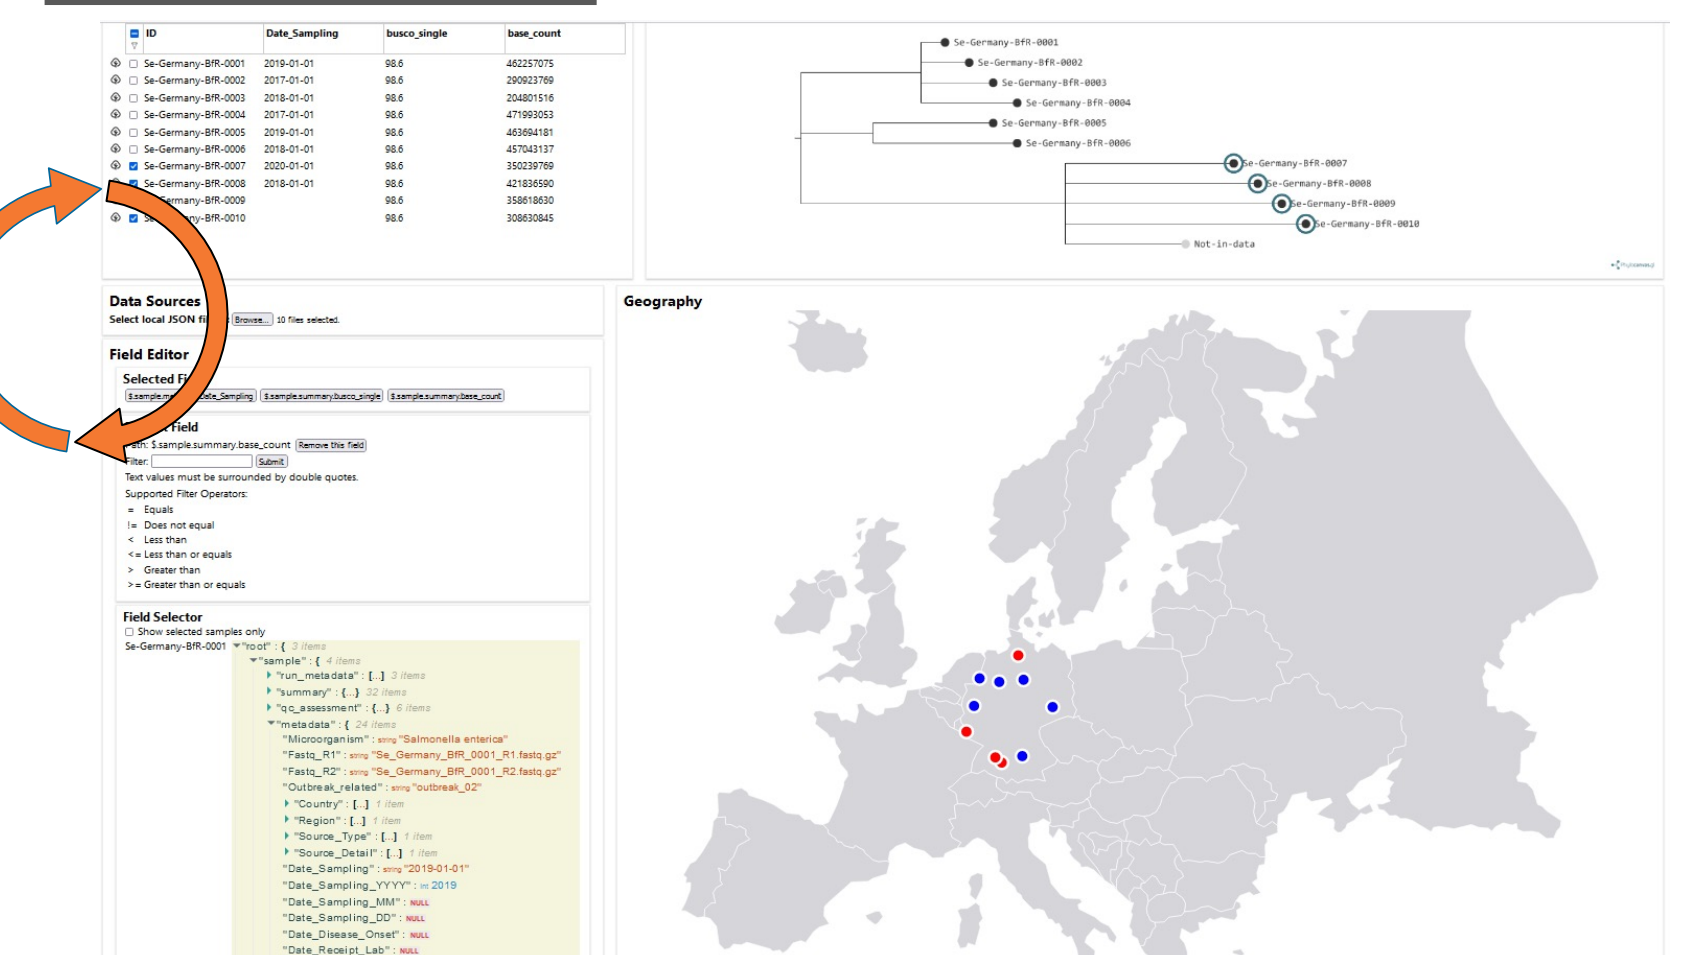 ID Date_Sampling busco_single base_count
Se-Germany-BfR-0001 2019-01-01 98.6 462257075
Se-Germany-BfR-0002 2017-01-01 98.6 290923769
Se-Germany-BfR-0003 2018-01-01 98.6 204801516
Se-Germany-BfR-0004 2017-01-01 98.6 471993053
Se-Germany-BfR-0005 2019-01-01 98.6 463694181
Se-Germany-BfR-0006 2018-01-01 98.6 457043137
Se-Germany-BfR-0007 2020-01-01 98.6 350239769
Se-Germany-BfR-0008 2018-01-01 98.6 421836590
any-BfR-0009 98.6 358618630
any-BfR-0010 98.6 308630845
Se-Germany-BfR-0001
Se-Germany-BfR-0002
Se-Germany-BfR-0003
Se-Germany-BfR-0004
Se-Germany-BfR-0005
Se-Germany-BfR-0006
Se-Germany-BfR-0007
Se-Germany-BfR-0008
Se-Germany-BfR-0009
Se-Germany-BfR-0010
Not-in-data
Data Sources
Select local JSON Browse... 10 files selected.
Field Editor
Selected
Date_Sampling $.sample.summary.busco_single $.sample.summary.base_count
Field
Path: $.sample.summary.base_count Remove this field
Filter: Submit
Text values must be surrounded by double quotes.
Supported Filter Operators:
= Equals
!= Does not equal
< Less than
<= Less than or equals
> Greater than
>= Greater than or equals
Field Selector
Show selected samples only
Se-Germany-BfR-0001 "root" : { 3 items
"sample" : { 4 items
"run_metadata" : [...] 3 items
"summary" : {...} 32 items
"qc_assessment" : {...} 6 items
"metadata" : { 24 items
"Microorganism" : string "Salmonella enterica"
"Fastq_R1" : string "Se_Germany_BfR_0001_R1.fastq.gz"
"Fastq_R2" : string "Se_Germany_BfR_0001_R2.fastq.gz"
"Outbreak_related" : string "outbreak_02"
"Country" : [...] 1 item
"Region" : [...] 1 item
"Source_Type" : [...] 1 item
"Source_Detail" : [...] 1 item
"Date_Sampling" : string "2019-01-01"
"Date_Sampling_YYYY" : int 2019
"Date_Sampling_MM" : NULL
"Date_Sampling_DD" : NULL
"Date_Disease_Onset" : NULL
"Date_Receipt_Lab" : NULL
Geography